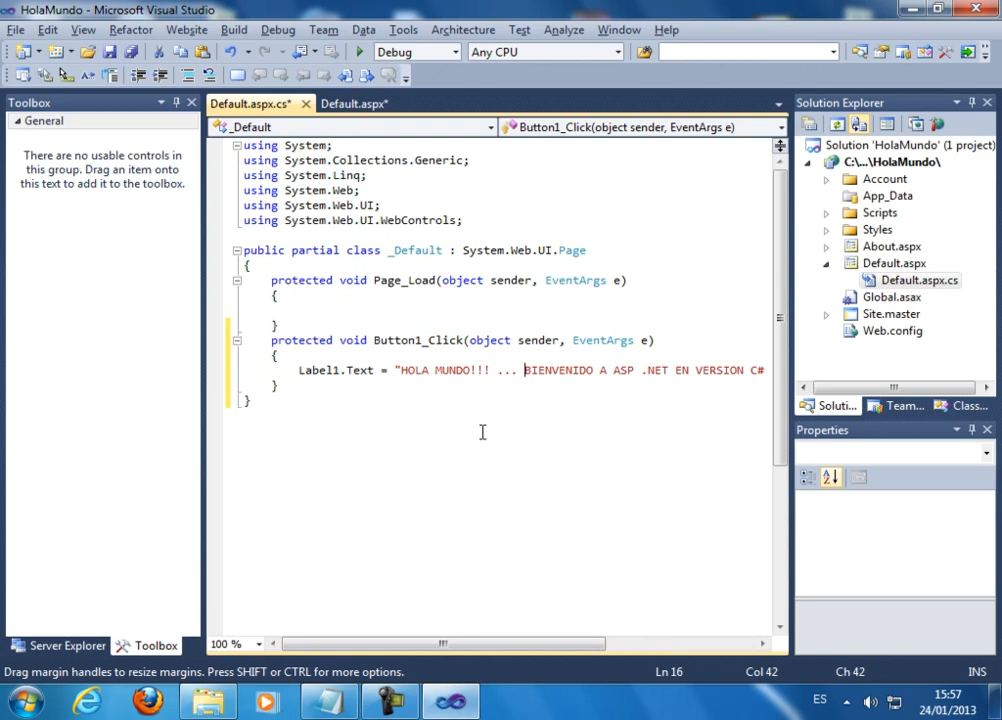 HolaMundo - Microsoft Visual Studio
File Edit View Refactor Website Build Debug Team Data Tools Architecture Test Analyze Window Help
Debug Any CPU
Toolbox
General
There are no usable controls in
this group. Drag an item onto
this text to add it to the toolbox.
Server Explorer Toolbox
Default.aspx.cs* Default.aspx*
_Default Button1_Click(object sender, EventArgs e)
using System;
using System.Collections.Generic;
using System.Linq;
using System.Web;
using System.Web.UI;
using System.Web.UI.WebControls;
public partial class _Default : System.Web.UI.Page
{
protected void Page_Load(object sender, EventArgs e)
{
}
protected void Button1_Click(object sender, EventArgs e)
{
Label1.Text = "HOLA MUNDO!!! ... BIENVENIDO A ASP .NET EN VERSION C#
}
}
100 %
Solution Explorer
Solution 'HolaMundo' (1 project)
C:\...\HolaMundo\
Account
App_Data
Scripts
Styles
About.aspx
Default.aspx
Default.aspx.cs
Global.asax
Site.master
Web.config
Soluti... Team... Class...
Properties
Drag margin handles to resize margins. Press SHIFT or CTRL for more options. Ln 16 Col 42 Ch 42 INS
ES 15:57
24/01/2013